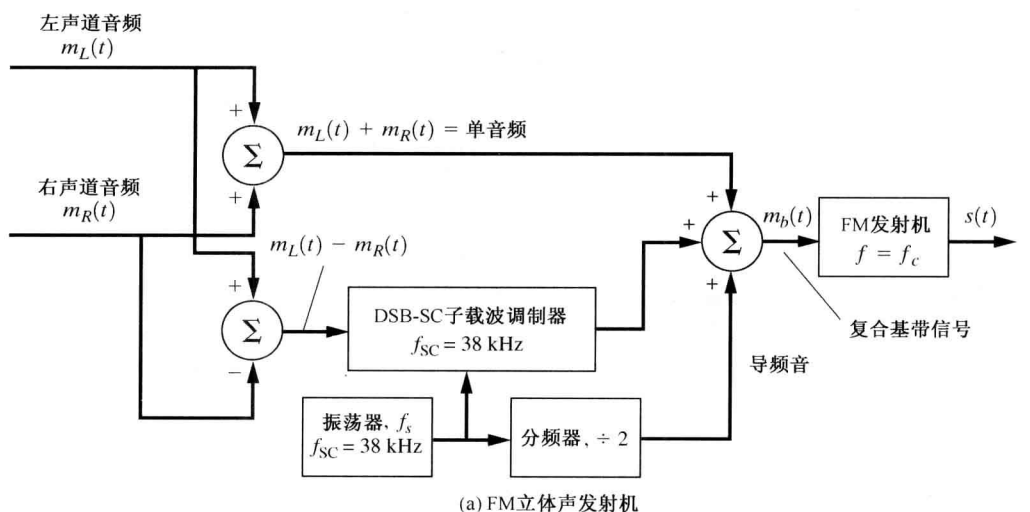 左声道音频
m_L(t)
+
m_L(t) + m_R(t) = 单音频
Σ
+
右声道音频
m_R(t)
m_L(t) − m_R(t)
+
Σ
−
DSB-SC子载波调制器
f_SC = 38 kHz
振荡器, f_s
f_SC = 38 kHz
分频器, ÷ 2
+
+
Σ
+
m_b(t)
FM发射机
f = f_c
s(t)
复合基带信号
导频音
(a) FM立体声发射机